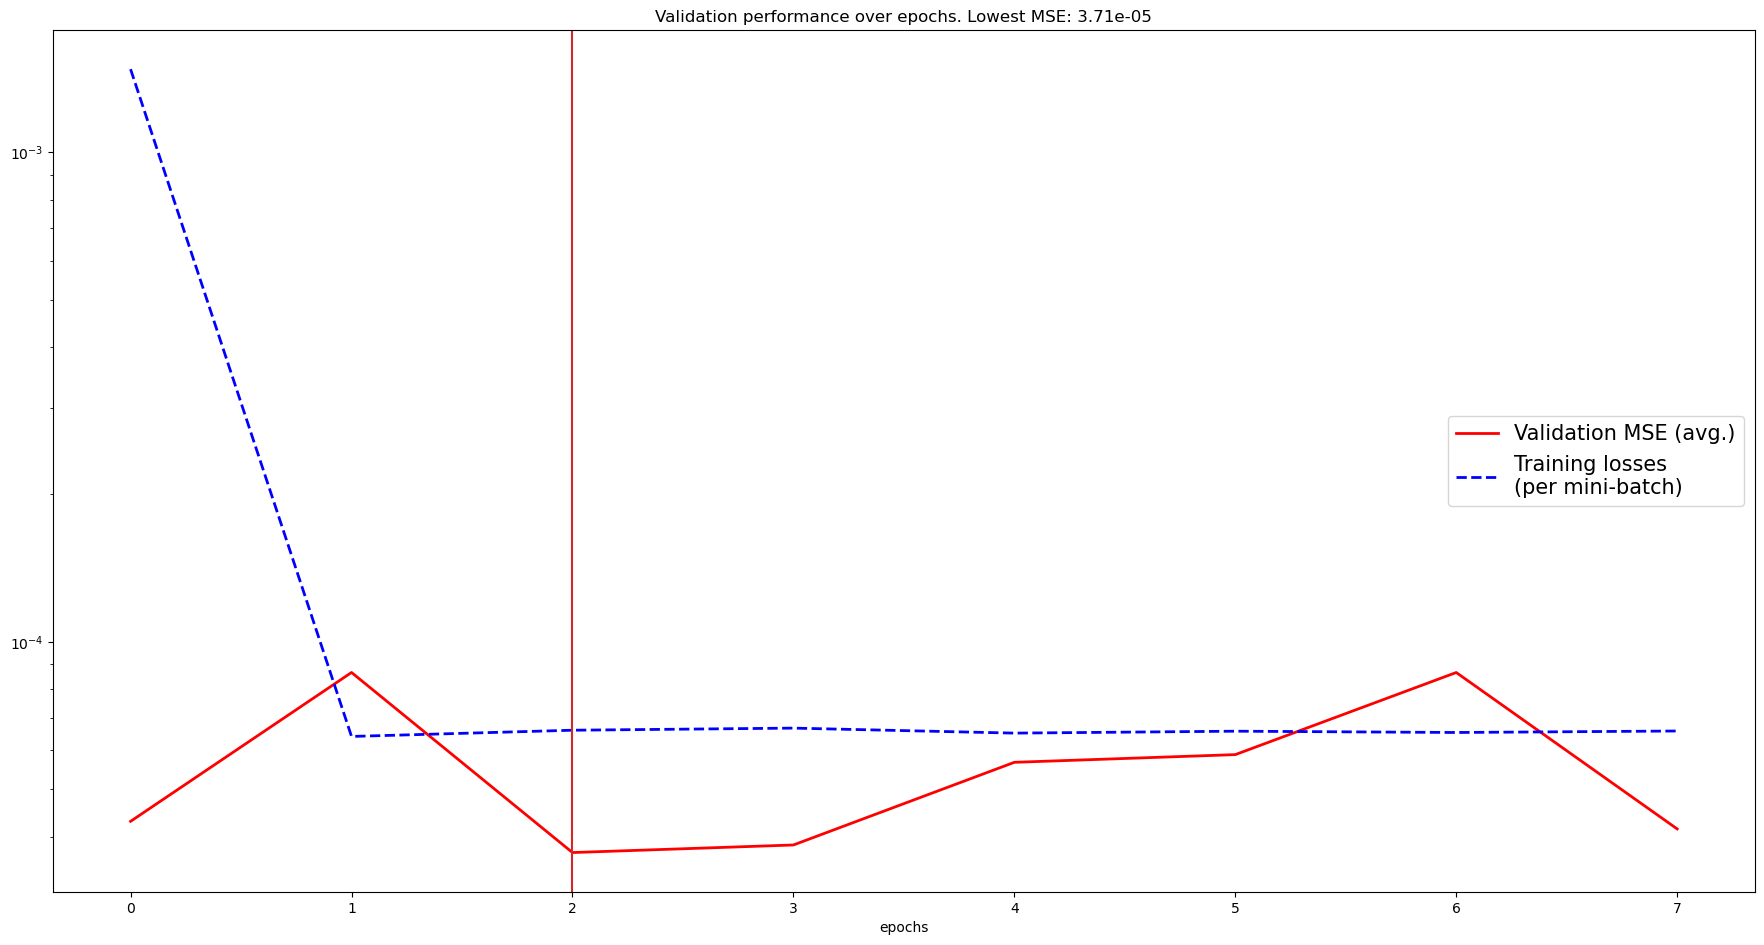 Validation performance over epochs. Lowest MSE: 3.71e-05
10⁻³
10⁻⁴
Validation MSE (avg.)
Training losses
(per mini-batch)
0 1 2 3 4 5 6 7
epochs